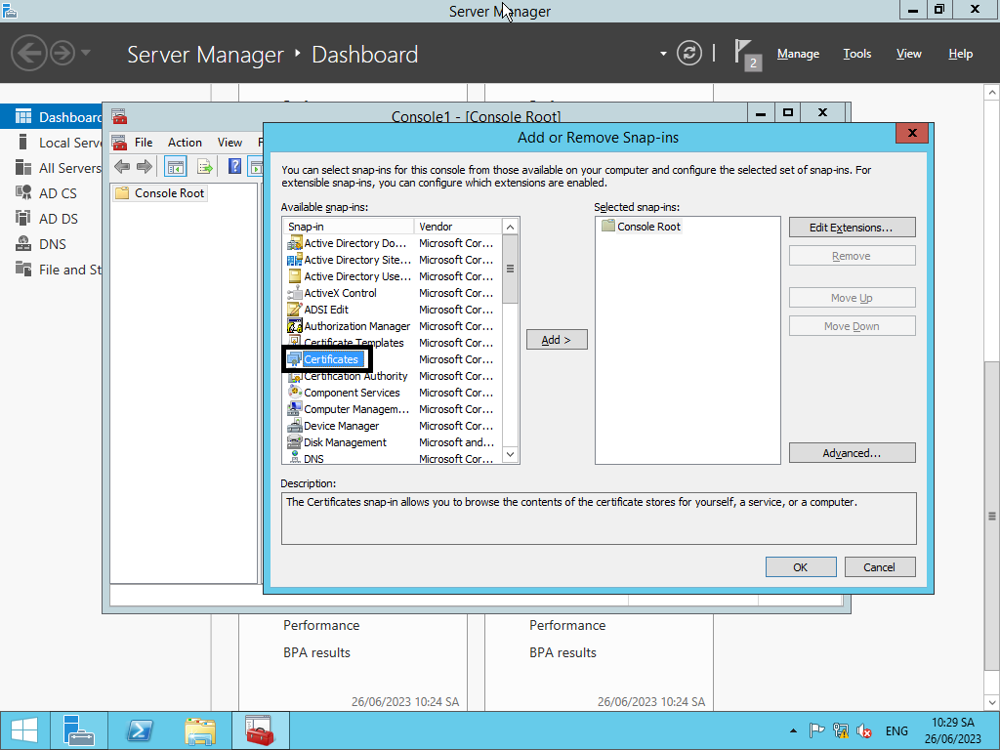 Server Manager
Server Manager ‣ Dashboard
2
Manage
Tools
View
Help
Dashboard
Local Serve
All Servers
AD CS
AD DS
DNS
File and St
Console1 - [Console Root]
File
Action
View
F
Console Root
Add or Remove Snap-ins
You can select snap-ins for this console from those available on your computer and configure the selected set of snap-ins. For
extensible snap-ins, you can configure which extensions are enabled.
Available snap-ins:
Snap-in Vendor
Active Directory Do... Microsoft Cor...
Active Directory Site... Microsoft Cor...
Active Directory Use... Microsoft Cor...
ActiveX Control Microsoft Cor...
ADSI Edit Microsoft Cor...
Authorization Manager Microsoft Cor...
Certificate Templates Microsoft Cor...
Certificates Microsoft Cor...
Certification Authority Microsoft Cor...
Component Services Microsoft Cor...
Computer Managem... Microsoft Cor...
Device Manager Microsoft Cor...
Disk Management Microsoft and...
DNS Microsoft Cor...
Add >
Selected snap-ins:
Console Root
Edit Extensions...
Remove
Move Up
Move Down
Advanced...
Description:
The Certificates snap-in allows you to browse the contents of the certificate stores for yourself, a service, or a computer.
OK
Cancel
Performance
BPA results
26/06/2023 10:24 SA
Performance
BPA results
26/06/2023 10:24 SA
ENG
10:29 SA
26/06/2023